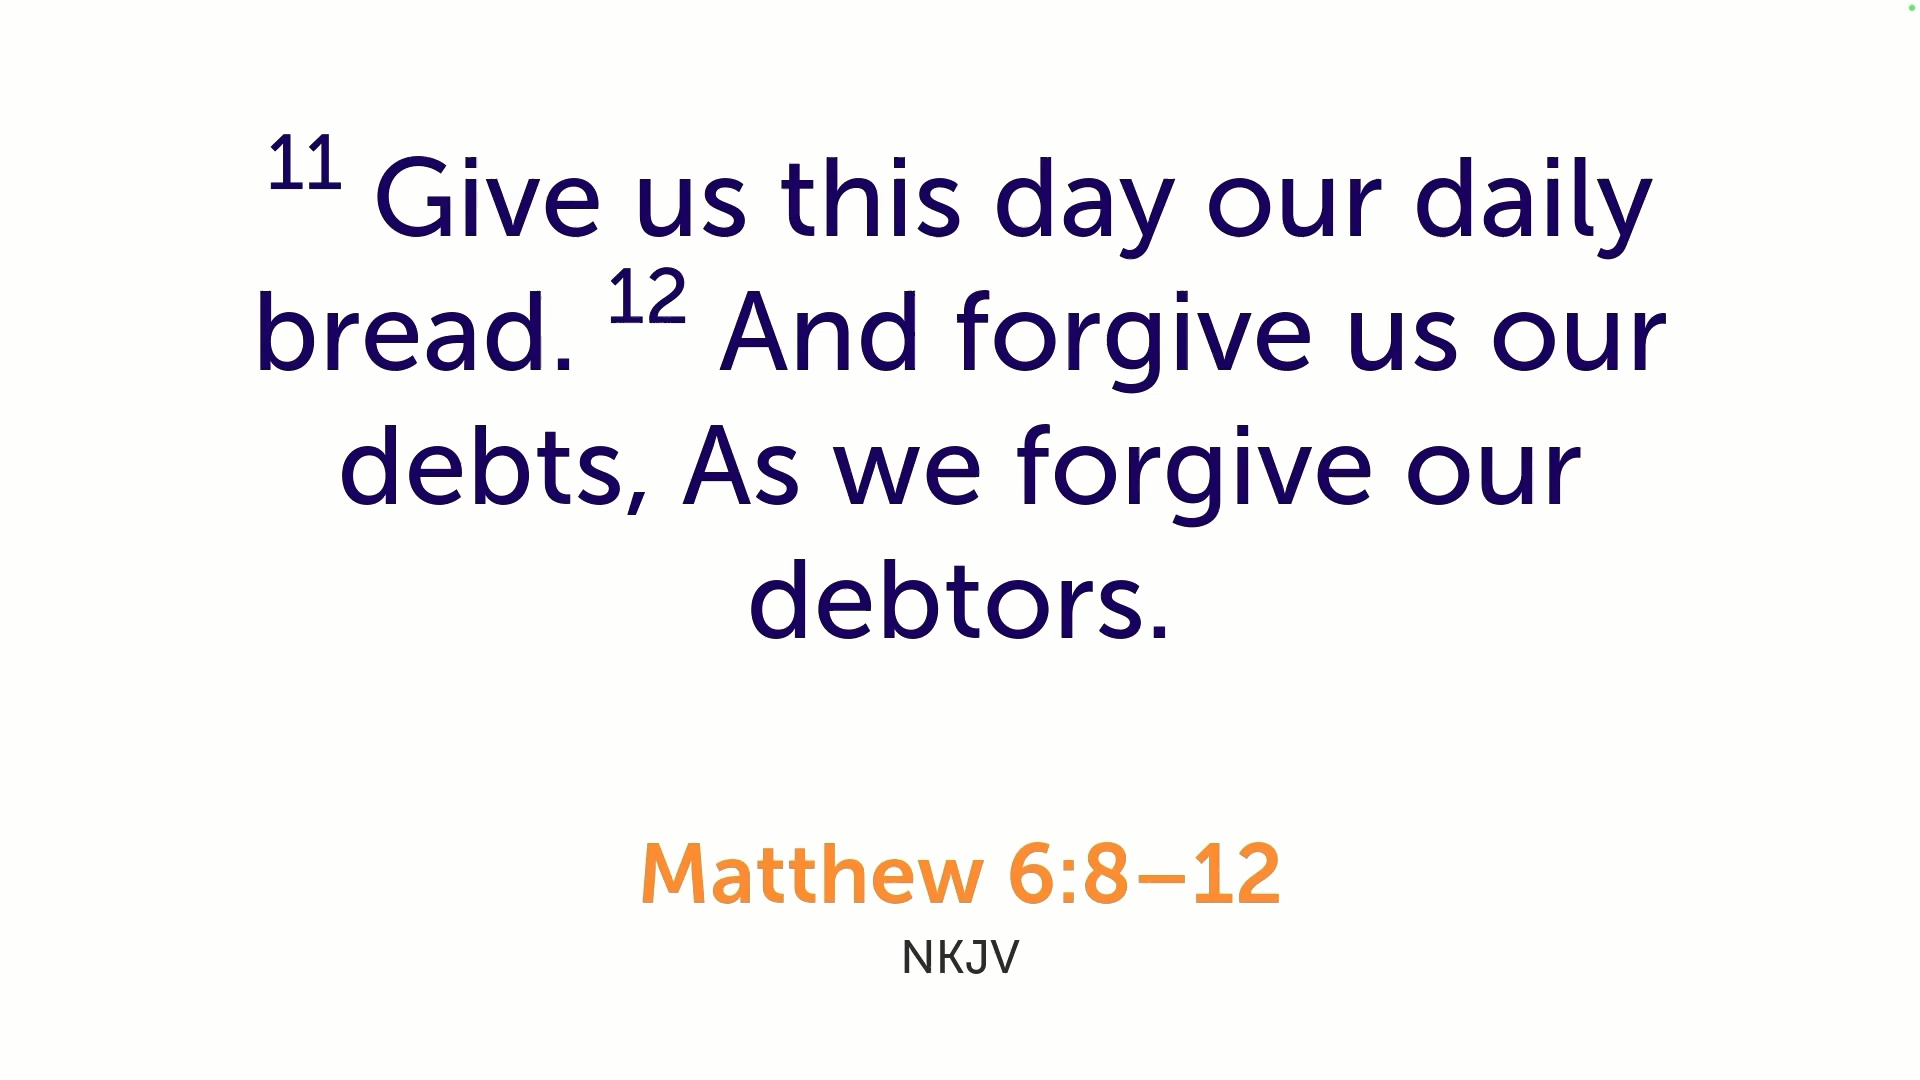 11 Give us this day our daily
bread. 12 And forgive us our
debts, As we forgive our
debtors.
Matthew 6:8–12
NKJV